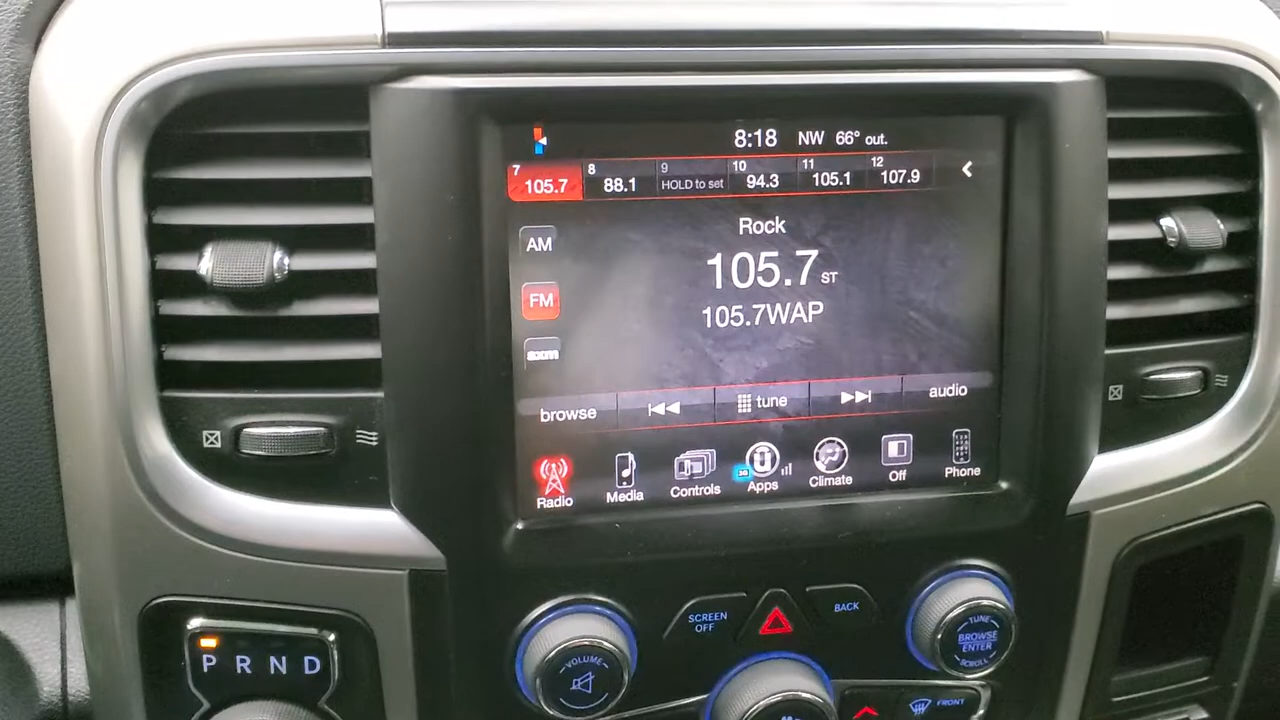 8:18 NW 66° out.
7 105.7
8 88.1
9 HOLD to set
10 94.3
11 105.1
12 107.9
Rock
AM
105.7 ST
FM
105.7WAP
sxm
browse
tune
audio
Radio
Media
Controls
3G
Apps
Climate
Off
Phone
SCREEN
OFF
BACK
TUNE
BROWSE
ENTER
SCROLL
VOLUME
P R N D
FRONT